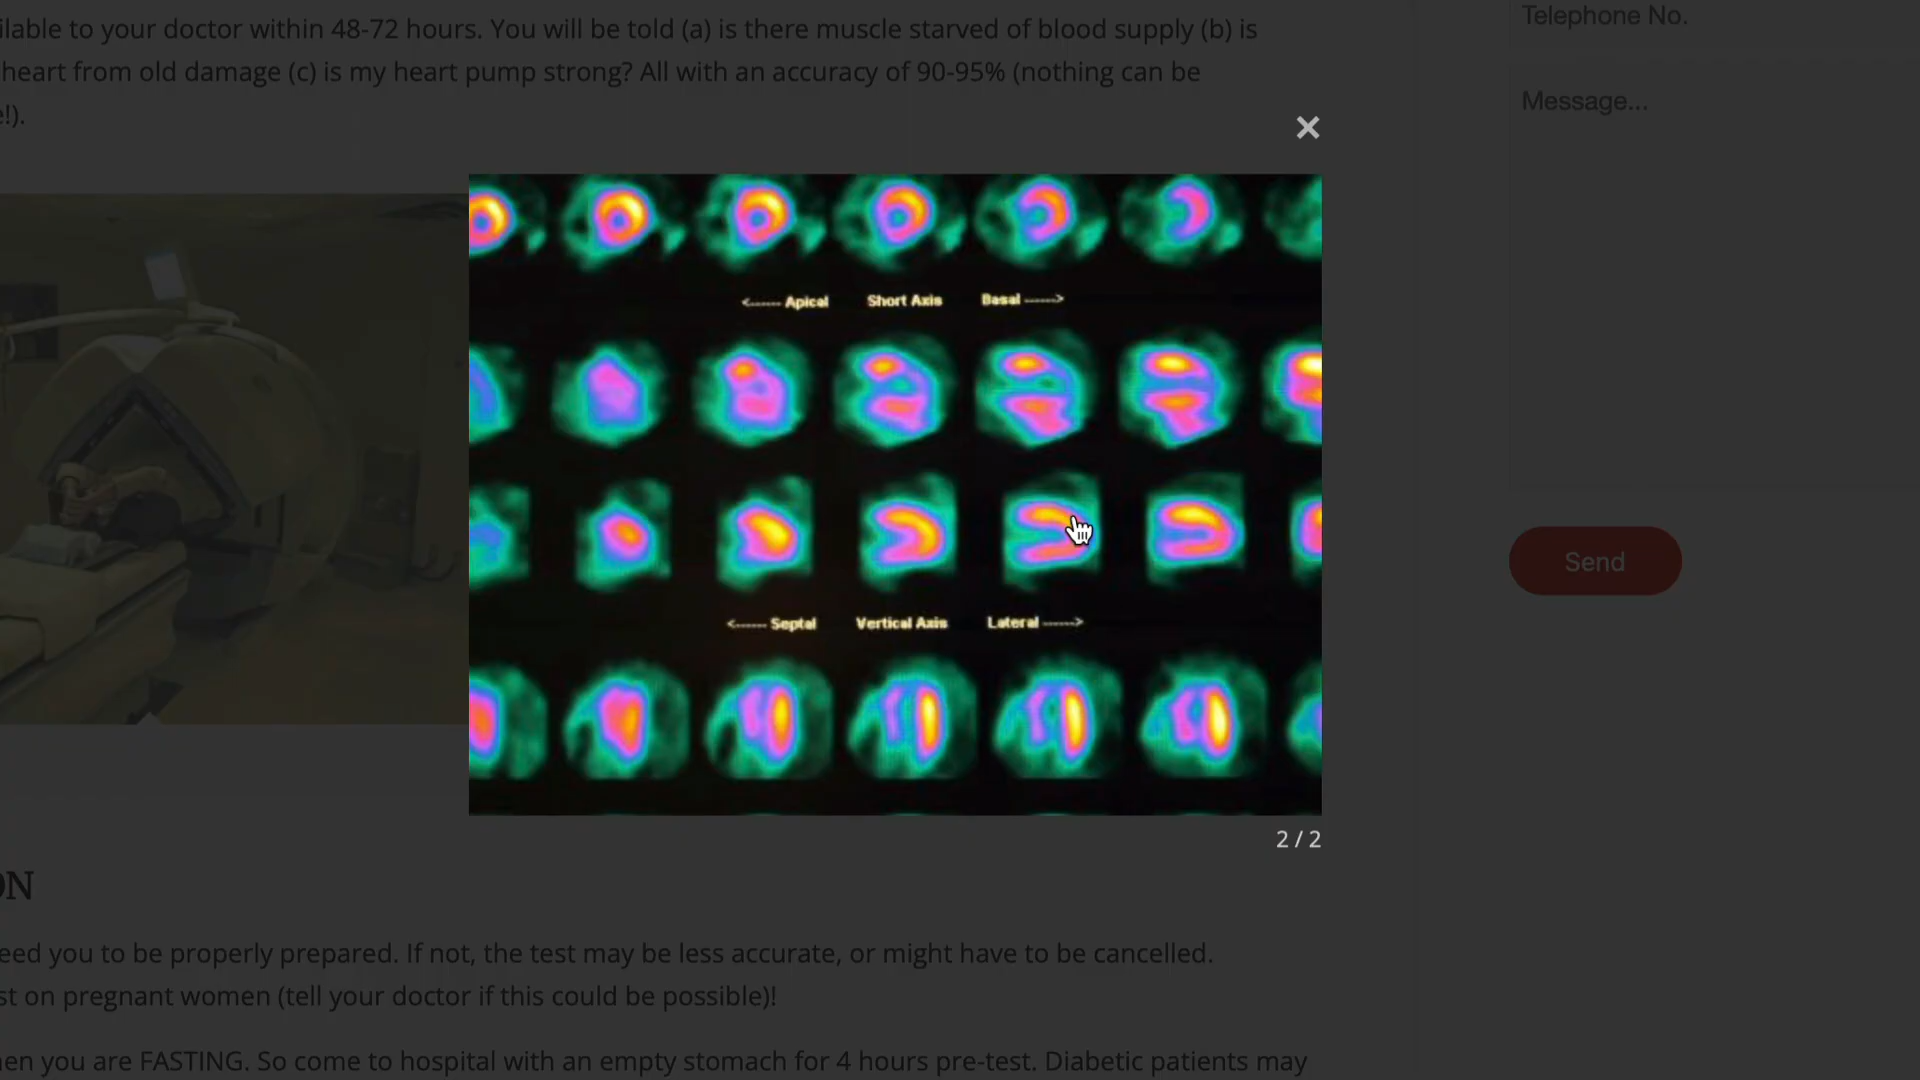 ilable to your doctor within 48-72 hours. You will be told (a) is there muscle starved of blood supply (b) is
heart from old damage (c) is my heart pump strong? All with an accuracy of 90-95% (nothing can be
e!).
Telephone No.
Message...
×
<------ Apical Short Axis Basal ------>
Send
<------ Septal Vertical Axis Lateral ------>
2 / 2
ON
eed you to be properly prepared. If not, the test may be less accurate, or might have to be cancelled.
st on pregnant women (tell your doctor if this could be possible)!
hen you are FASTING. So come to hospital with an empty stomach for 4 hours pre-test. Diabetic patients may